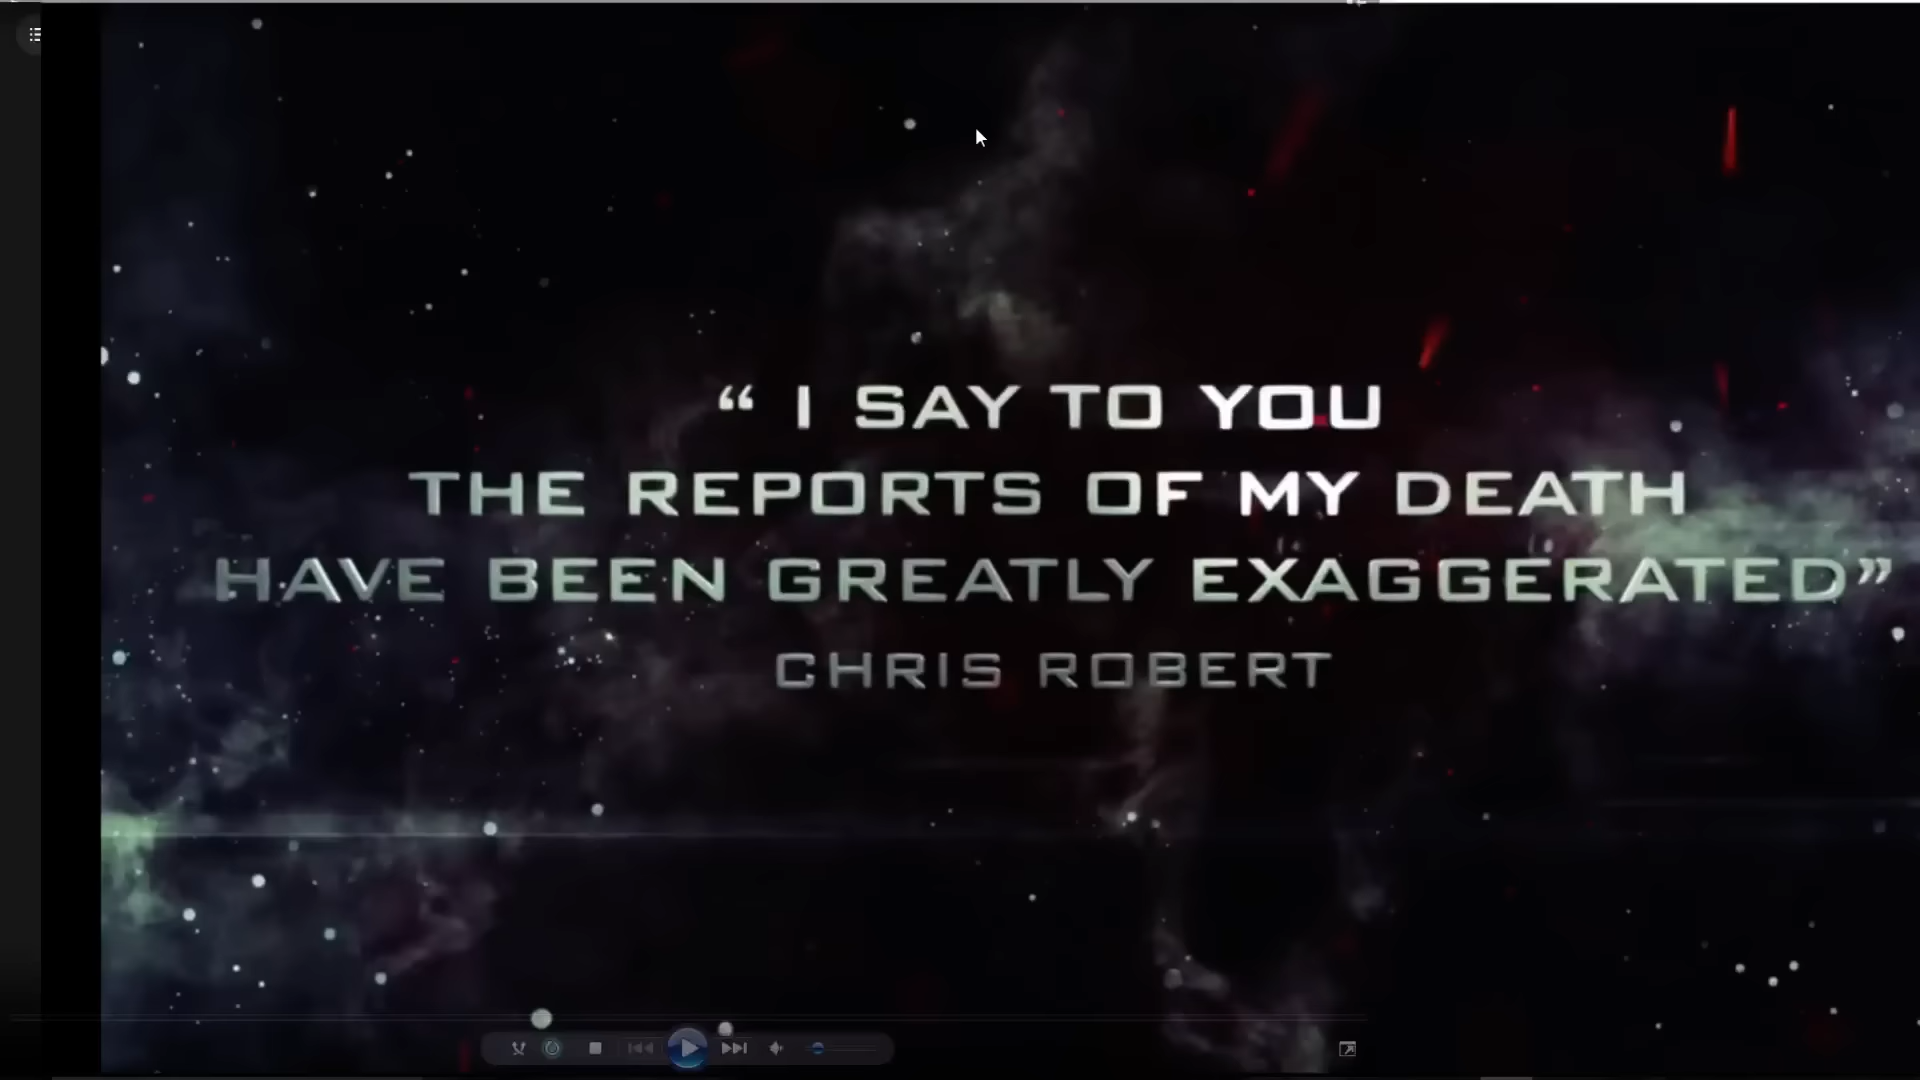 “ I SAY TO YOU
THE REPORTS OF MY DEATH
HAVE BEEN GREATLY EXAGGERATED”
CHRIS ROBERT